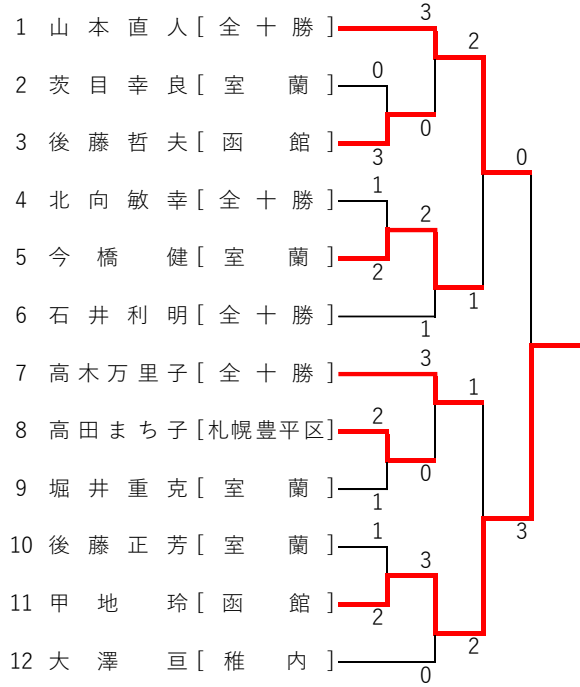 3
1 山本直人[全十勝]
2
0
2 茨目幸良[室蘭]
3 後藤哲夫[函館]
0
3
0
1
4 北向敏幸[全十勝]
2
5 今橋健[室蘭]
2
1
6 石井利明[全十勝]
1
3
7 高木万里子[全十勝]
1
2
8 高田まち子[札幌豊平区]
0
9 堀井重克[室蘭]
1
1
3
10 後藤正芳[室蘭]
3
11 甲地玲[函館]
2
2
12 大澤亘[稚内]
0